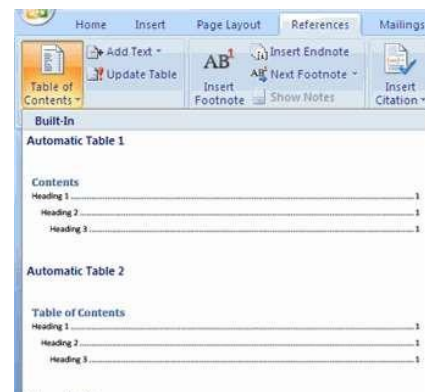 Home Insert Page Layout References Mailings
Add Text
Update Table
Table of
Contents
AB¹
Insert
Footnote
Insert Endnote
AB¹ Next Footnote
Show Notes
Insert
Citation
Built-In
Automatic Table 1
Contents
Heading 1 1
Heading 2 1
Heading 3 1
Automatic Table 2
Table of Contents
Heading 1 1
Heading 2 1
Heading 3 1